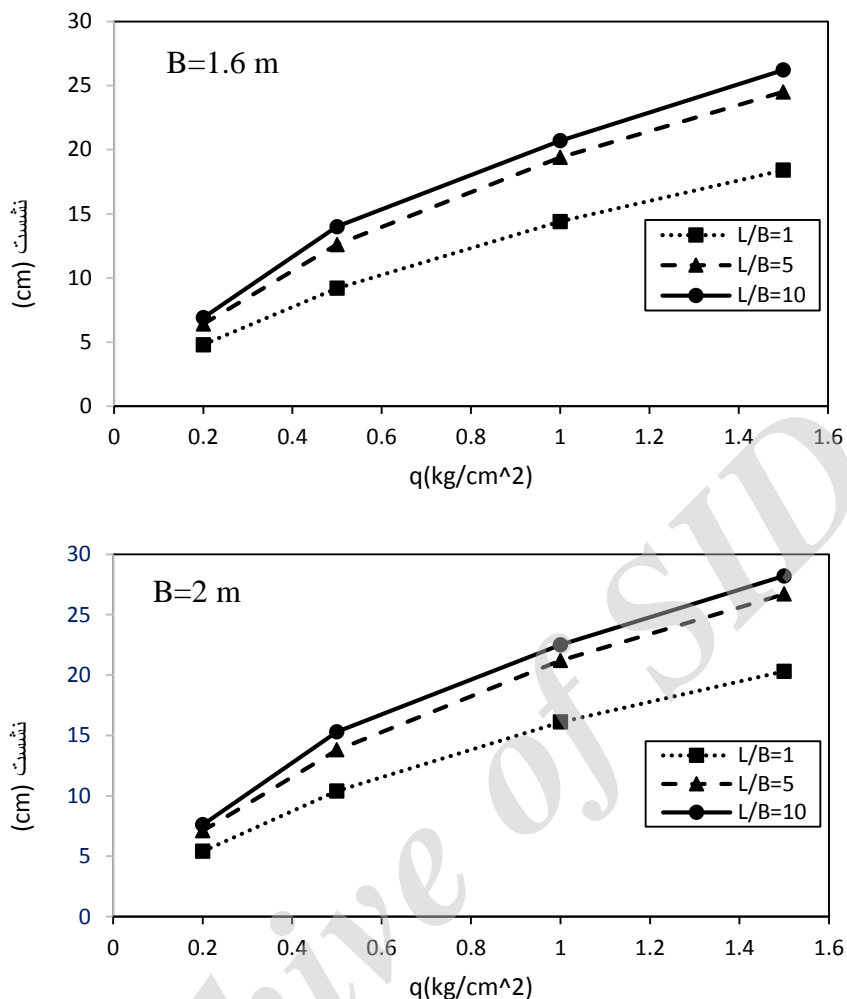 30
B=1.6 m
25
20
15
10
5
0
نشست (cm)
L/B=1
L/B=5
L/B=10
0 0.2 0.4 0.6 0.8 1 1.2 1.4 1.6
q(kg/cm^2)
30
B=2 m
25
20
15
10
5
0
نشست (cm)
L/B=1
L/B=5
L/B=10
0 0.2 0.4 0.6 0.8 1 1.2 1.4 1.6
q(kg/cm^2)
hive of SID